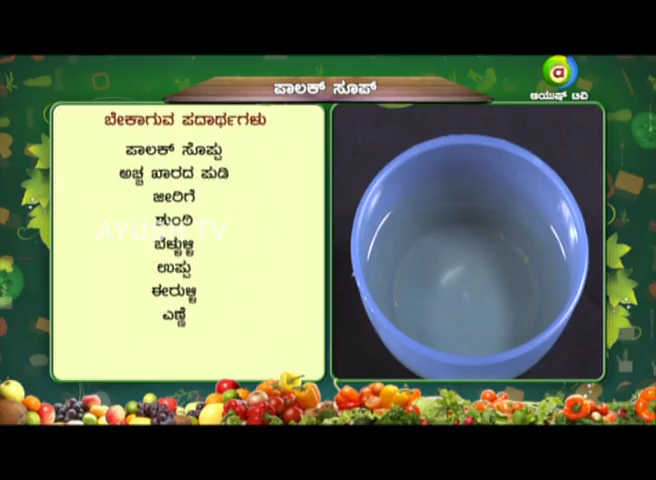 ಪಾಲಕ್ ಸೂಪ್
a
ಆಯುಷ್ ಟಿವಿ
ಬೇಕಾಗುವ ಪದಾರ್ಥಗಳು
ಪಾಲಕ್ ಸೊಪ್ಪು
ಅಚ್ಚ ಖಾರದ ಪುಡಿ
ಜೀರಿಗೆ
ಶುಂಠಿ
AYUSH TV
ಬೆಳ್ಳುಳ್ಳಿ
ಉಪ್ಪು
ಈರುಳ್ಳಿ
ಎಣ್ಣೆ